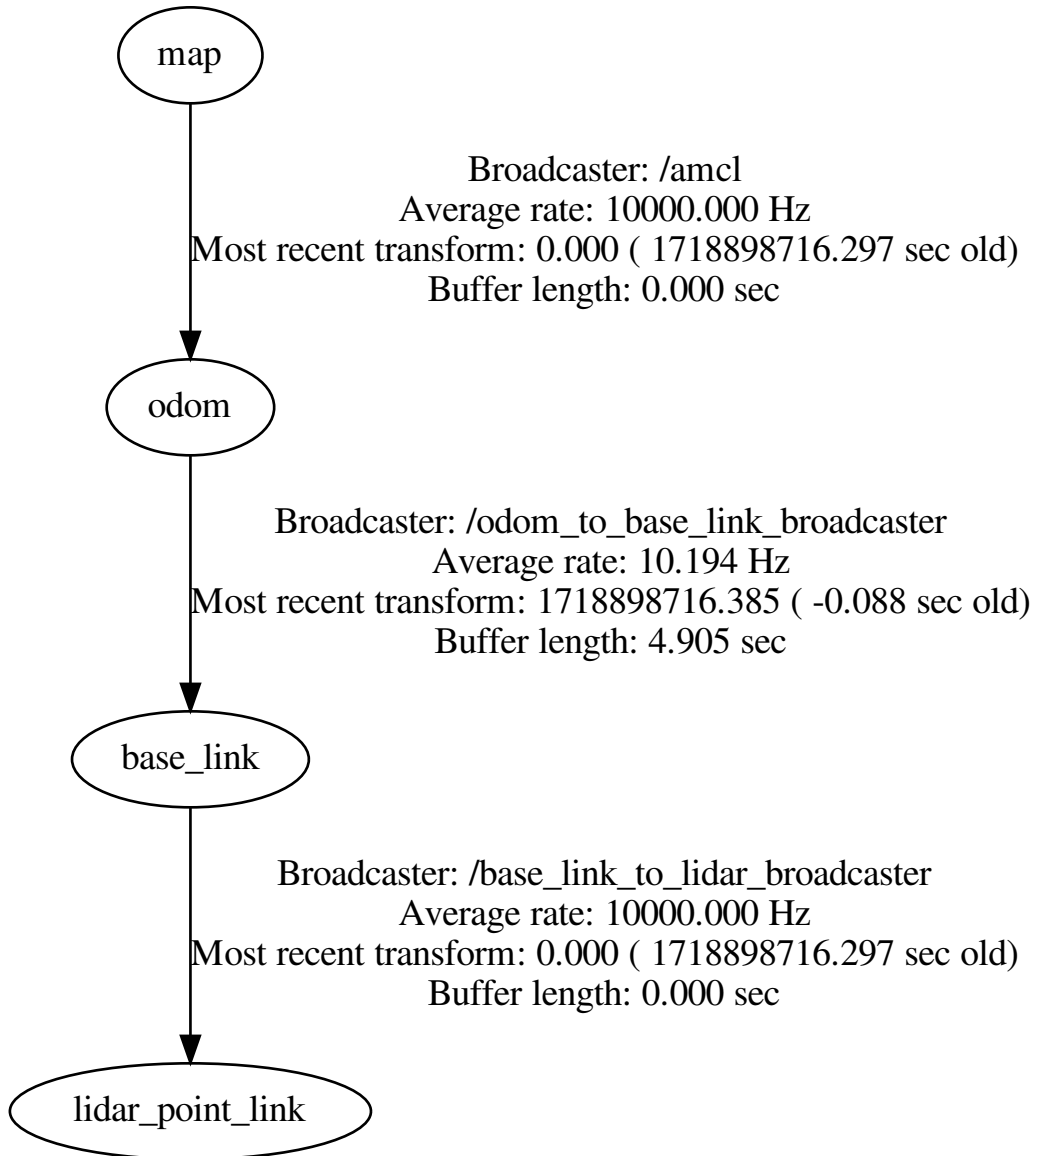 map
Broadcaster: /amcl
Average rate: 10000.000 Hz
Most recent transform: 0.000 ( 1718898716.297 sec old)
Buffer length: 0.000 sec
odom
Broadcaster: /odom_to_base_link_broadcaster
Average rate: 10.194 Hz
Most recent transform: 1718898716.385 ( -0.088 sec old)
Buffer length: 4.905 sec
base_link
Broadcaster: /base_link_to_lidar_broadcaster
Average rate: 10000.000 Hz
Most recent transform: 0.000 ( 1718898716.297 sec old)
Buffer length: 0.000 sec
lidar_point_link